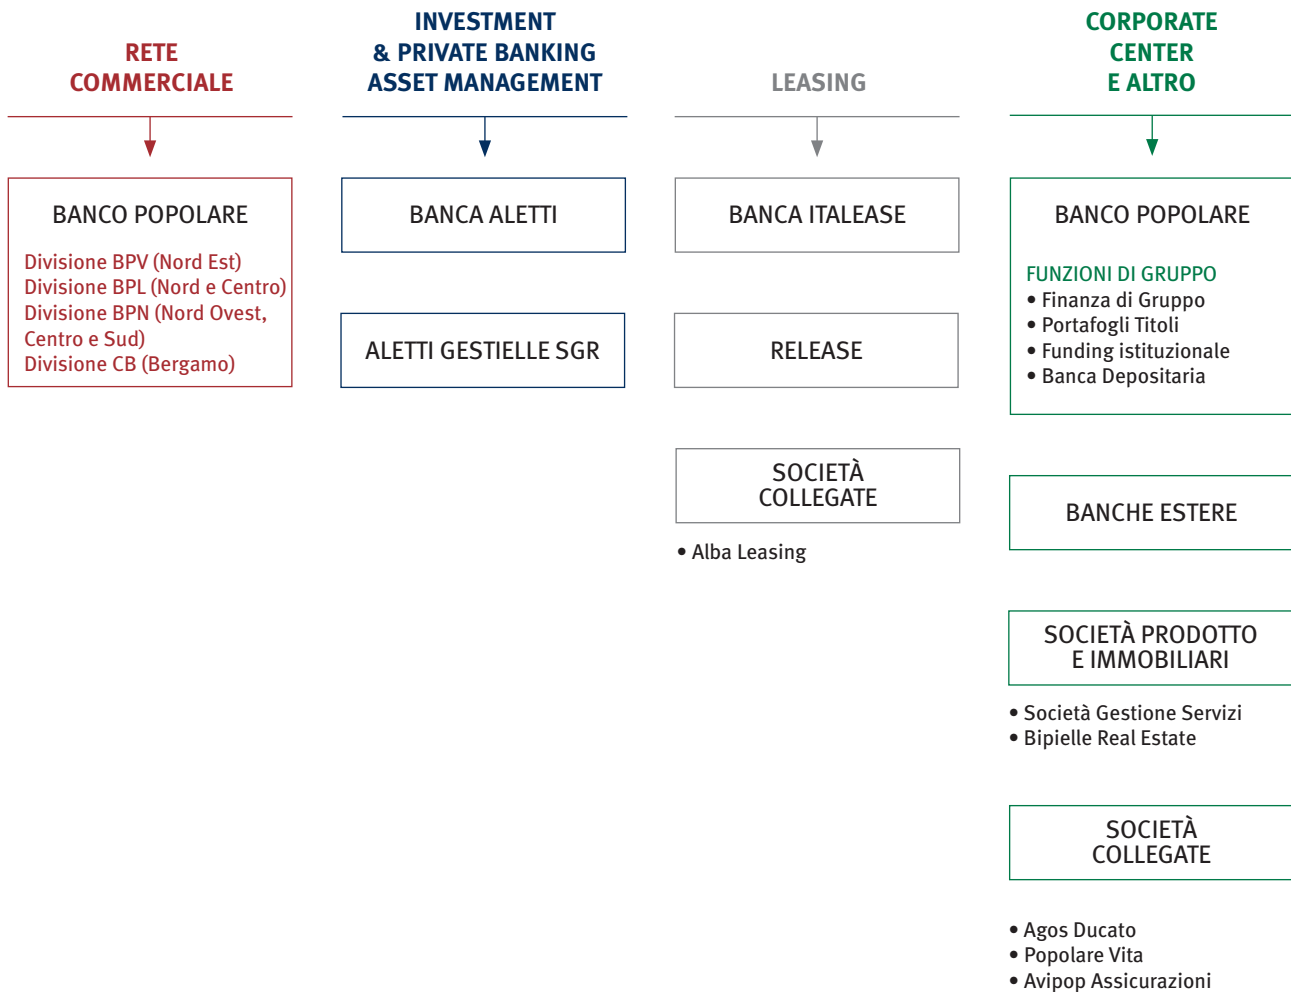 RETE
COMMERCIALE
BANCO POPOLARE
Divisione BPV (Nord Est)
Divisione BPL (Nord e Centro)
Divisione BPN (Nord Ovest,
Centro e Sud)
Divisione CB (Bergamo)
INVESTMENT
& PRIVATE BANKING
ASSET MANAGEMENT
BANCA ALETTI
ALETTI GESTIELLE SGR
LEASING
BANCA ITALEASE
RELEASE
SOCIETÀ
COLLEGATE
• Alba Leasing
CORPORATE
CENTER
E ALTRO
BANCO POPOLARE
FUNZIONI DI GRUPPO
• Finanza di Gruppo
• Portafogli Titoli
• Funding istituzionale
• Banca Depositaria
BANCHE ESTERE
SOCIETÀ PRODOTTO
E IMMOBILIARI
• Società Gestione Servizi
• Bipielle Real Estate
SOCIETÀ
COLLEGATE
• Agos Ducato
• Popolare Vita
• Avipop Assicurazioni